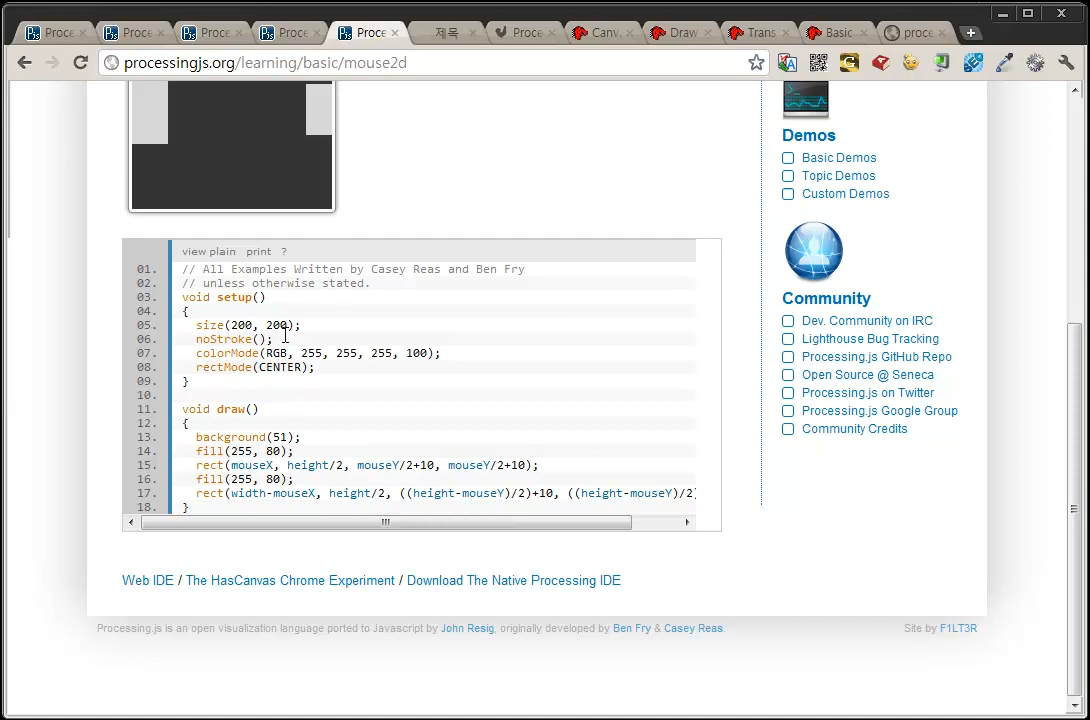 Proce Proce Proce Proce Proce 제목 Proce Canv. Draw Trans Basic proce
processingjs.org/learning/basic/mouse2d
Demos
Basic Demos
Topic Demos
Custom Demos
Community
Dev. Community on IRC
Lighthouse Bug Tracking
Processing.js GitHub Repo
Open Source @ Seneca
Processing.js on Twitter
Processing.js Google Group
Community Credits
view plain print ?
01. // All Examples Written by Casey Reas and Ben Fry
02. // unless otherwise stated.
03. void setup()
04. {
05. size(200, 200);
06. noStroke();
07. colorMode(RGB, 255, 255, 255, 100);
08. rectMode(CENTER);
09. }
10.
11. void draw()
12. {
13. background(51);
14. fill(255, 80);
15. rect(mouseX, height/2, mouseY/2+10, mouseY/2+10);
16. fill(255, 80);
17. rect(width-mouseX, height/2, ((height-mouseY)/2)+10, ((height-mouseY)/2)
18. }
Web IDE / The HasCanvas Chrome Experiment / Download The Native Processing IDE
Processing.js is an open visualization language ported to Javascript by John Resig, originally developed by Ben Fry & Casey Reas.
Site by F1LT3R